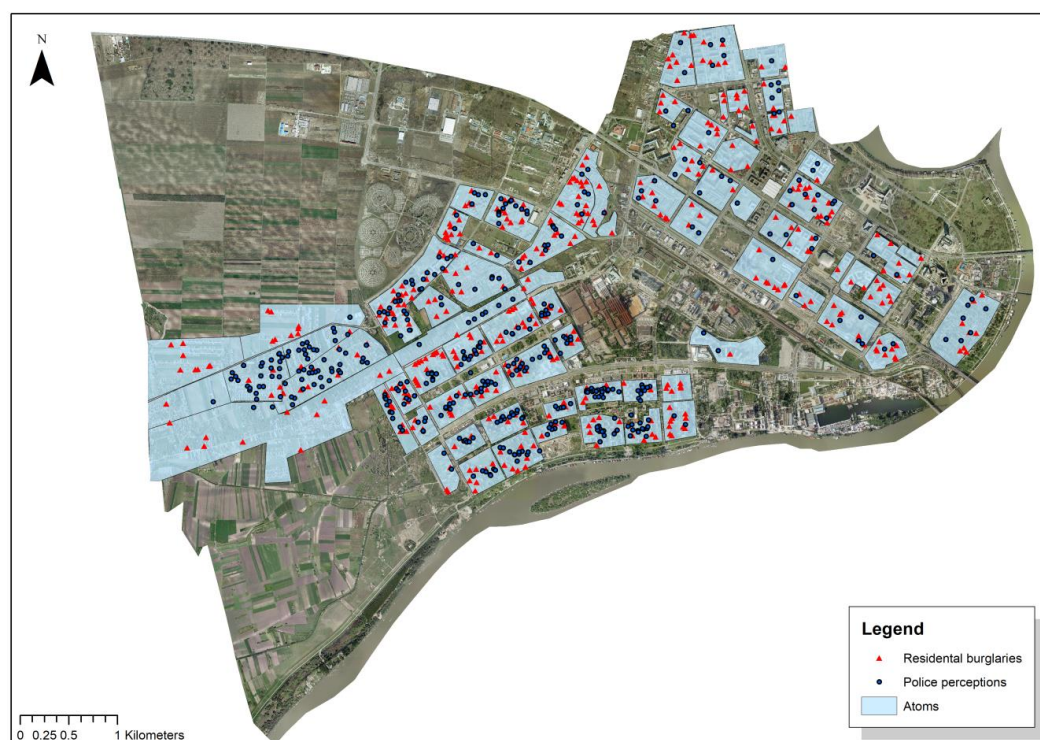 N
Legend
Residental burglaries
Police perceptions
Atoms
0 0.25 0.5 1 Kilometers